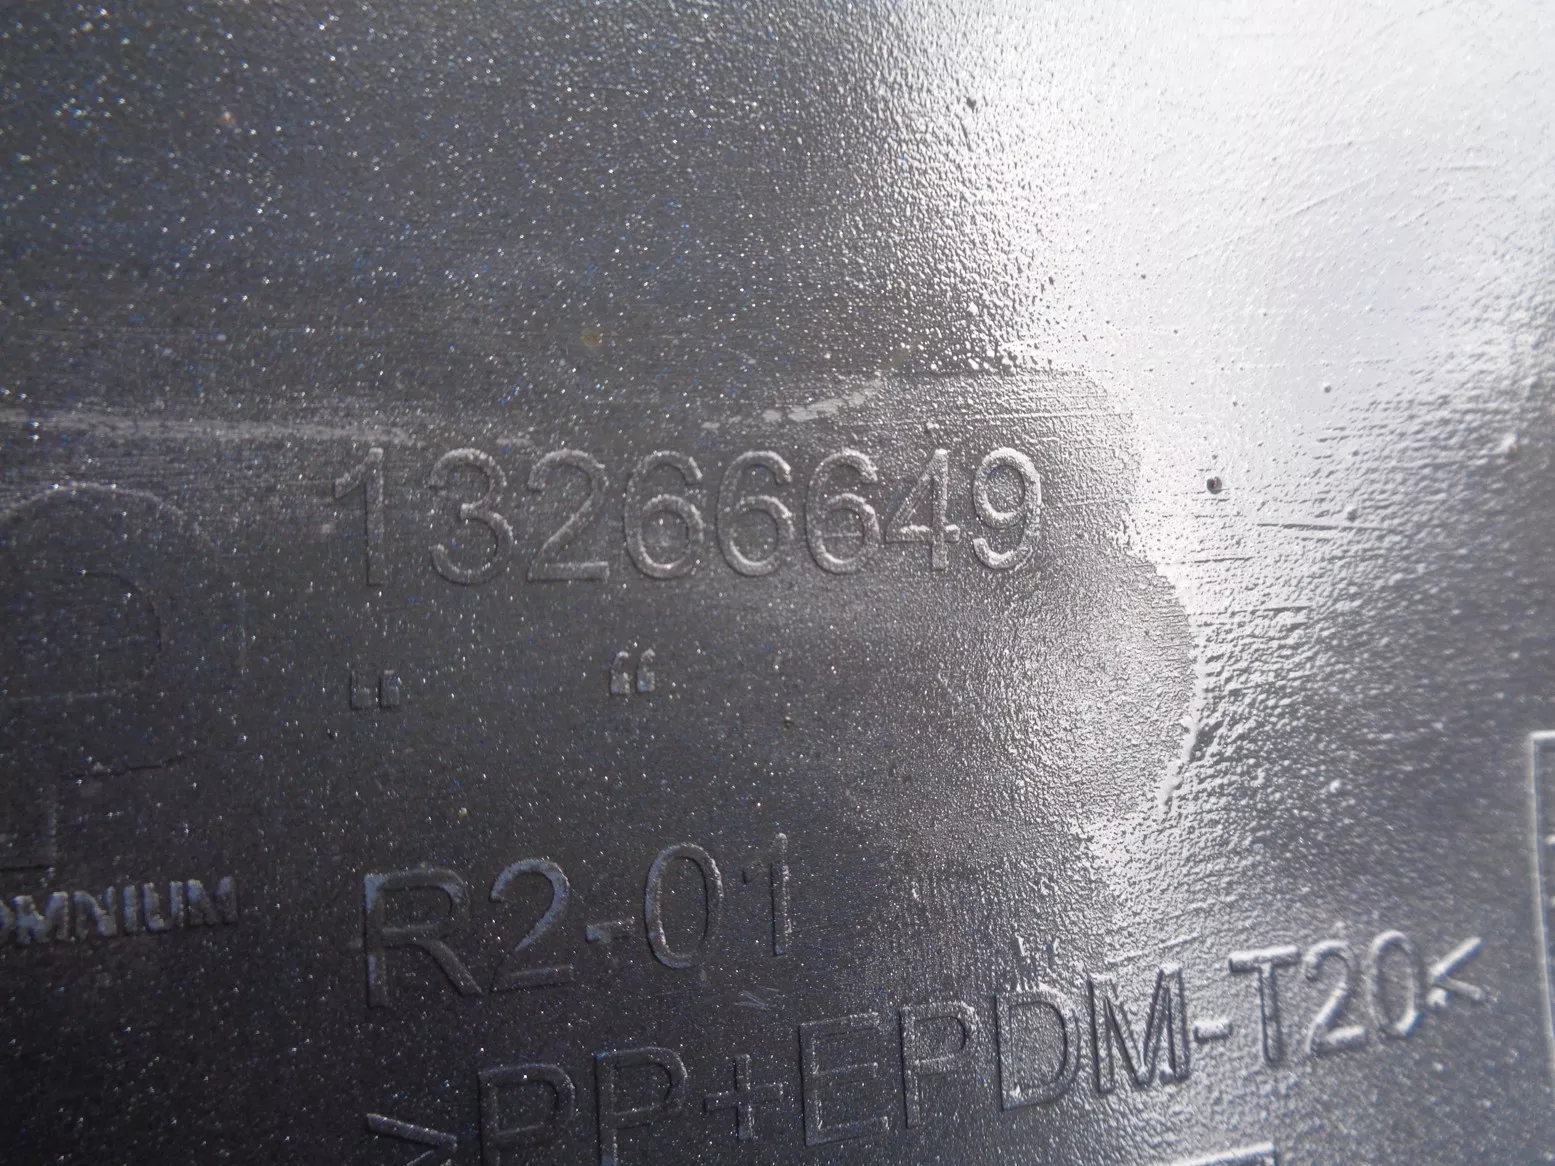 13266649
“ “
OMNIUM
R2-01
>PP+EPDM-T20<